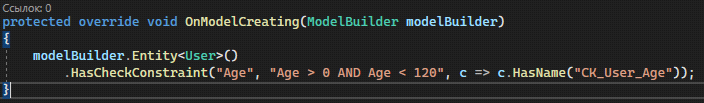 Ссылок: 0
protected override void OnModelCreating(ModelBuilder modelBuilder)
{
    modelBuilder.Entity<User>()
        .HasCheckConstraint("Age", "Age > 0 AND Age < 120", c => c.HasName("CK_User_Age"));
}